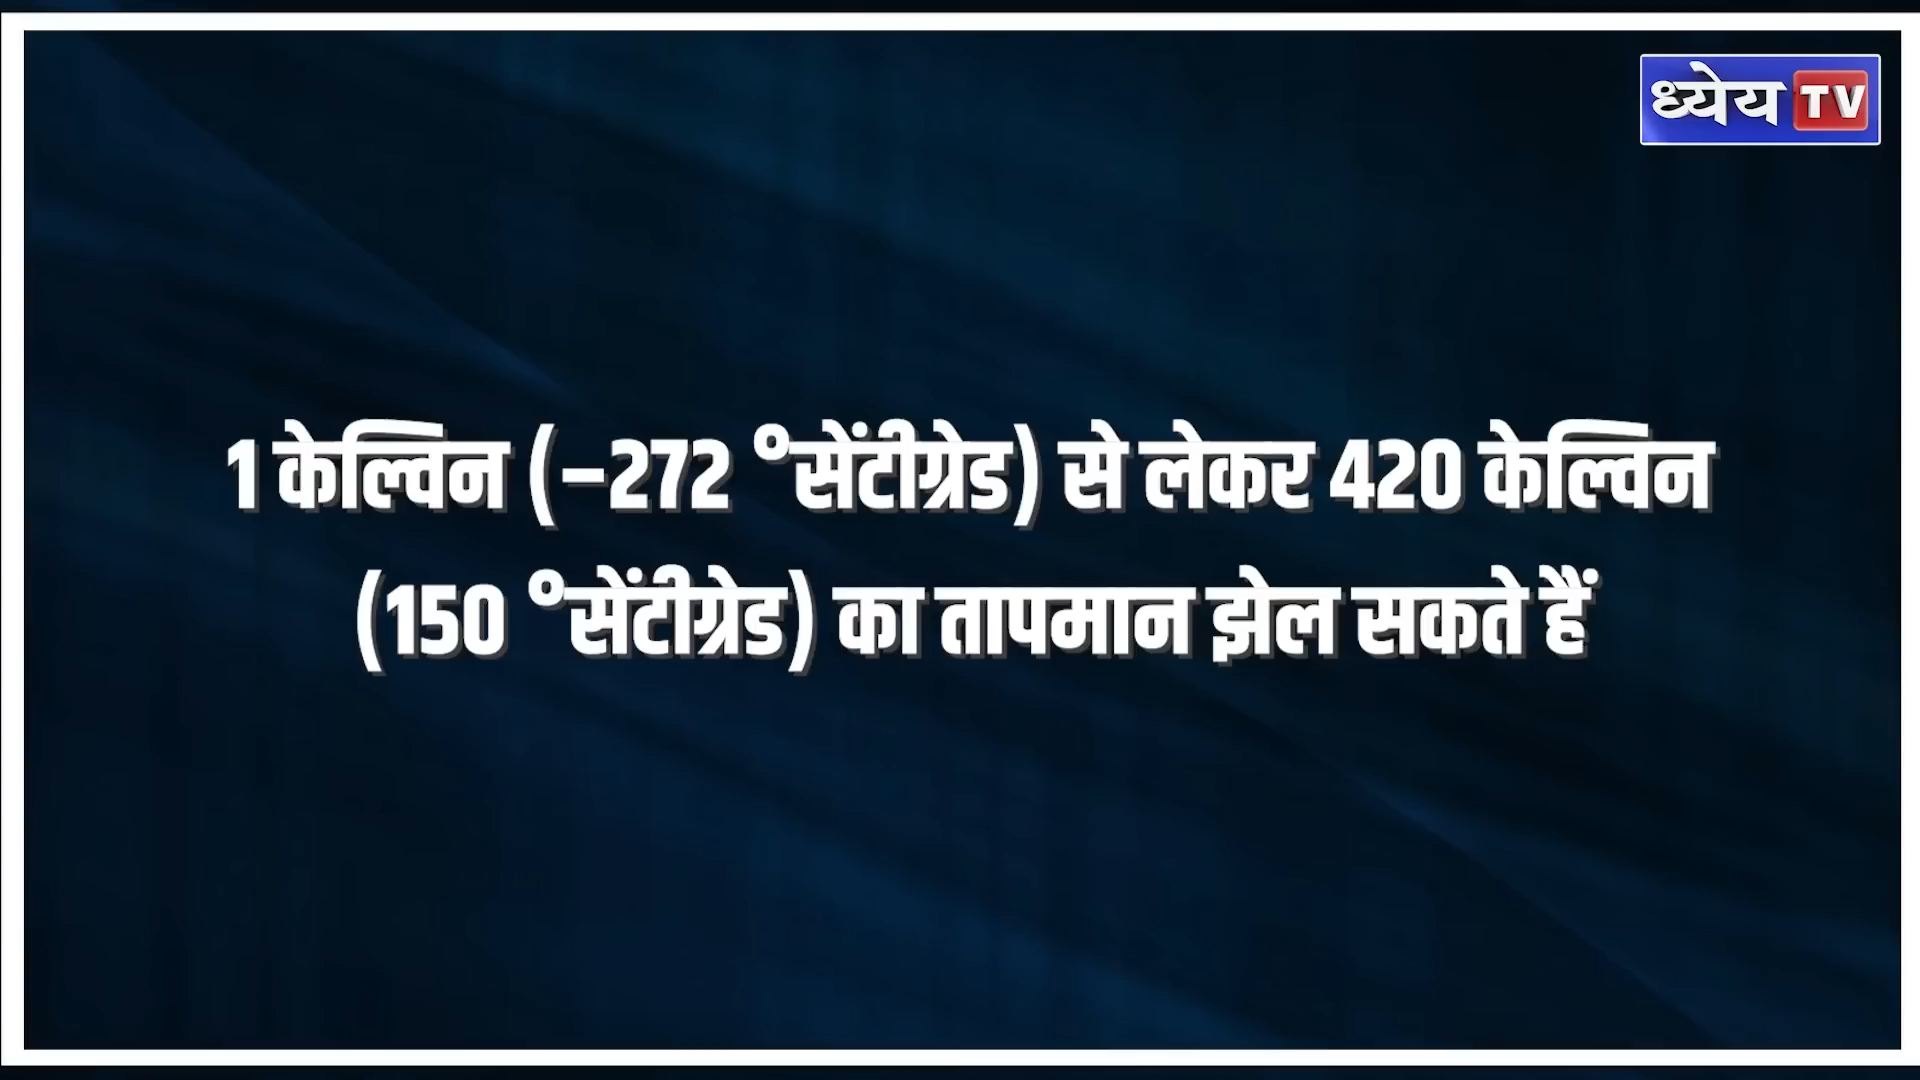 ध्येय TV
1 केल्विन (–272 °सेंटीग्रेड) से लेकर 420 केल्विन
(150 °सेंटीग्रेड) का तापमान झेल सकते हैं